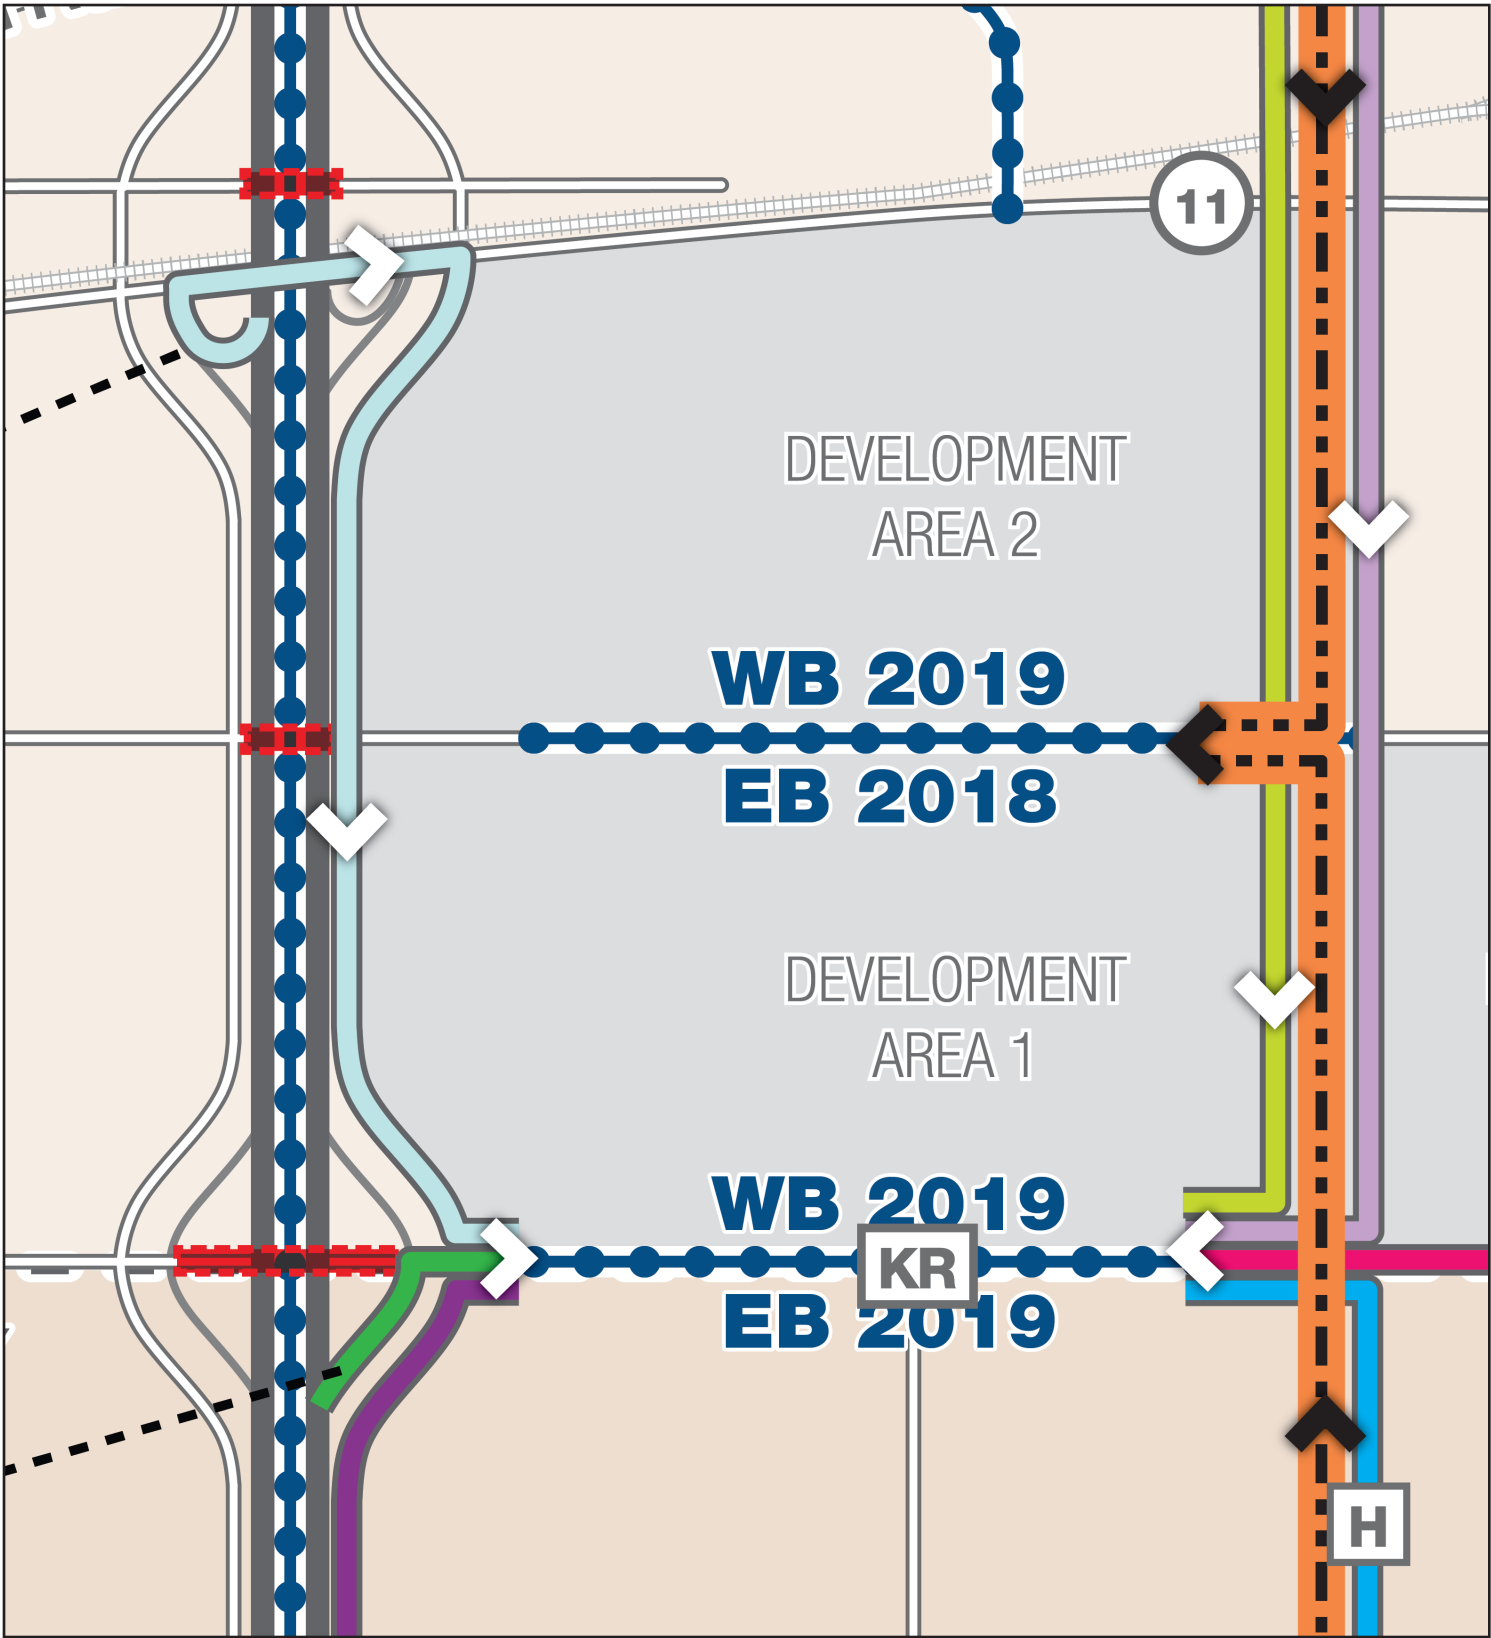 11
DEVELOPMENT
AREA 2
WB 2019
EB 2018
DEVELOPMENT
AREA 1
WB 2019
KR
EB 2019
H